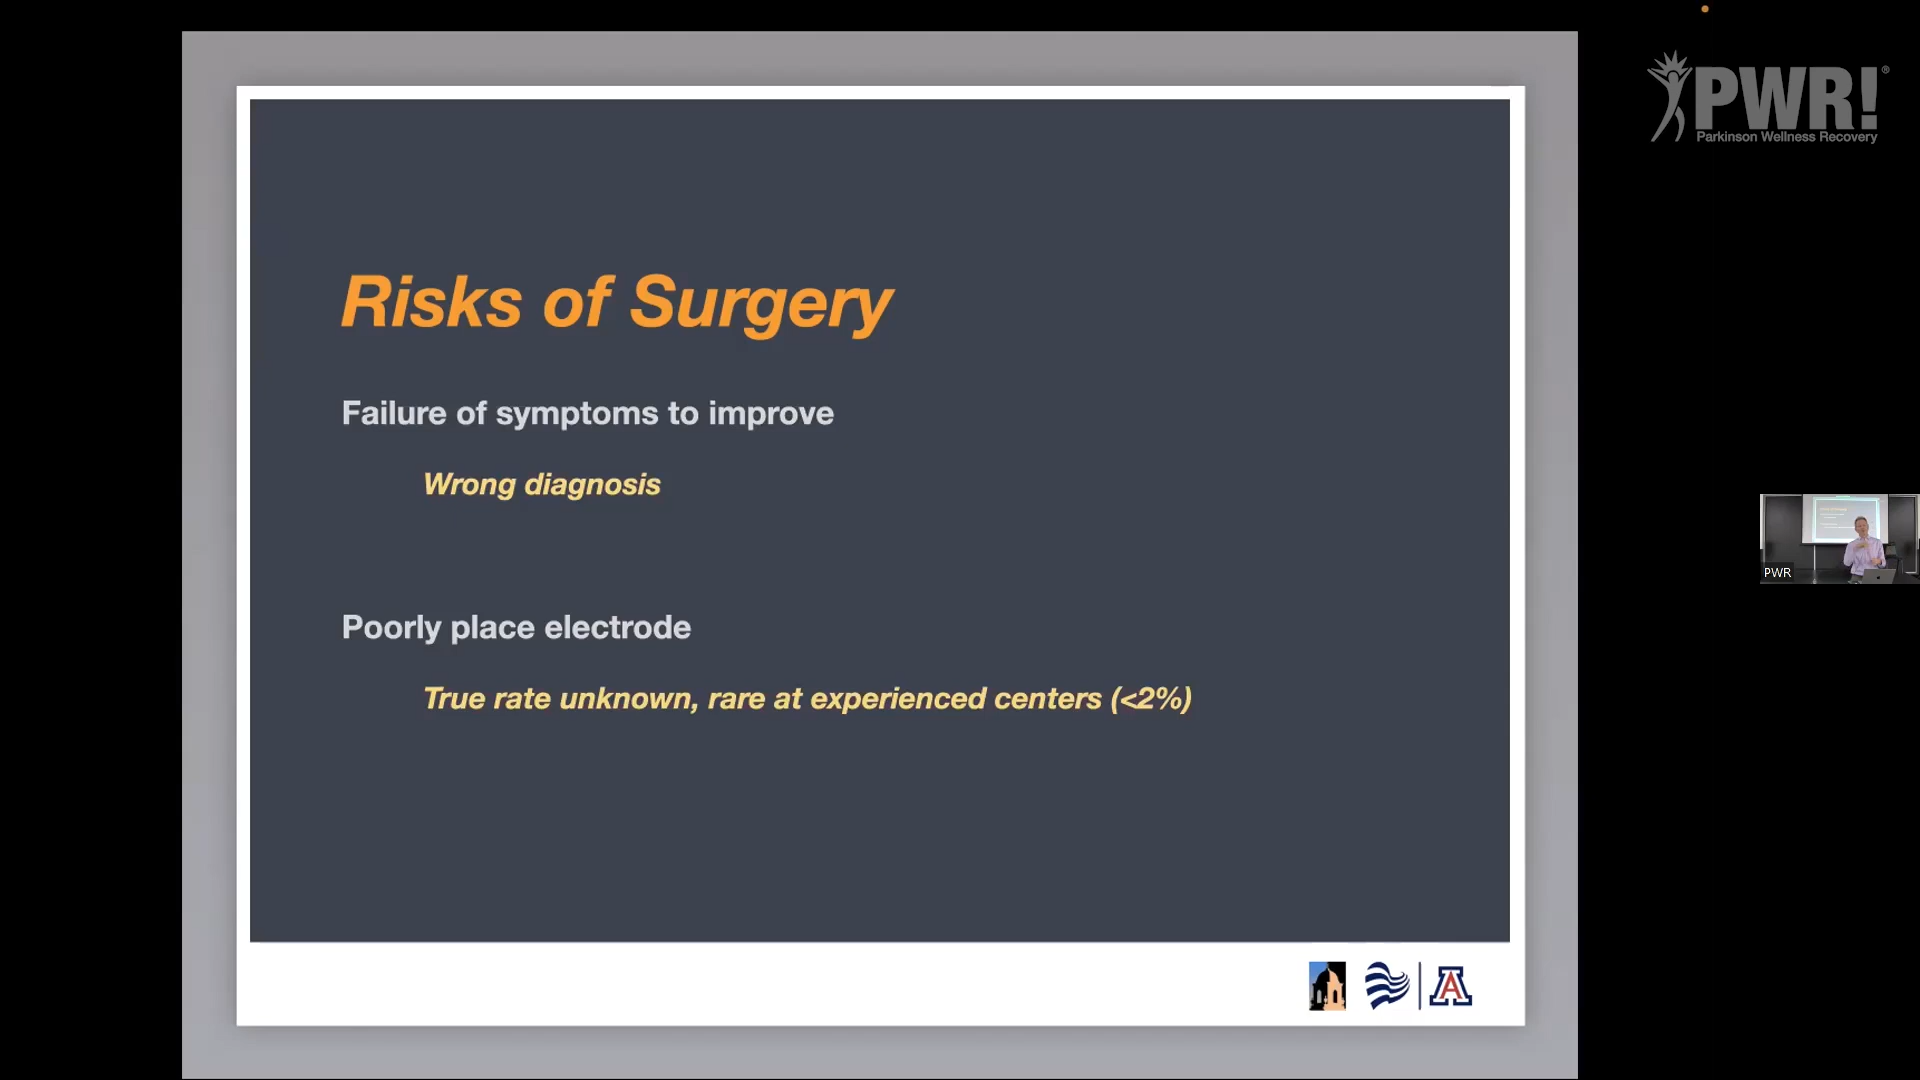 PWR!®
Parkinson Wellness Recovery
Risks of Surgery
Failure of symptoms to improve
Wrong diagnosis
Poorly place electrode
True rate unknown, rare at experienced centers (<2%)
PWR
A